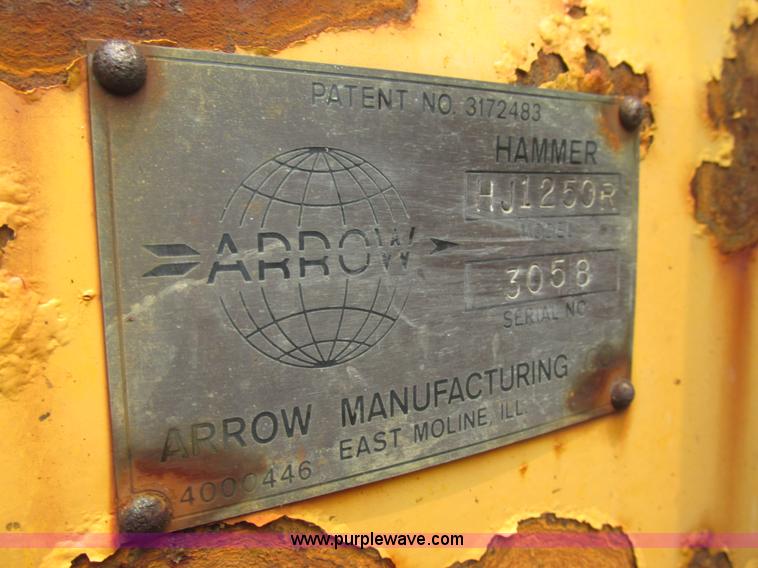 PATENT NO. 3172483
HAMMER
HJ1250R
MODEL
ARROW
3058
SERIAL NO
ARROW MANUFACTURING CO.
EAST MOLINE, ILL.
4000446
www.purplewave.com